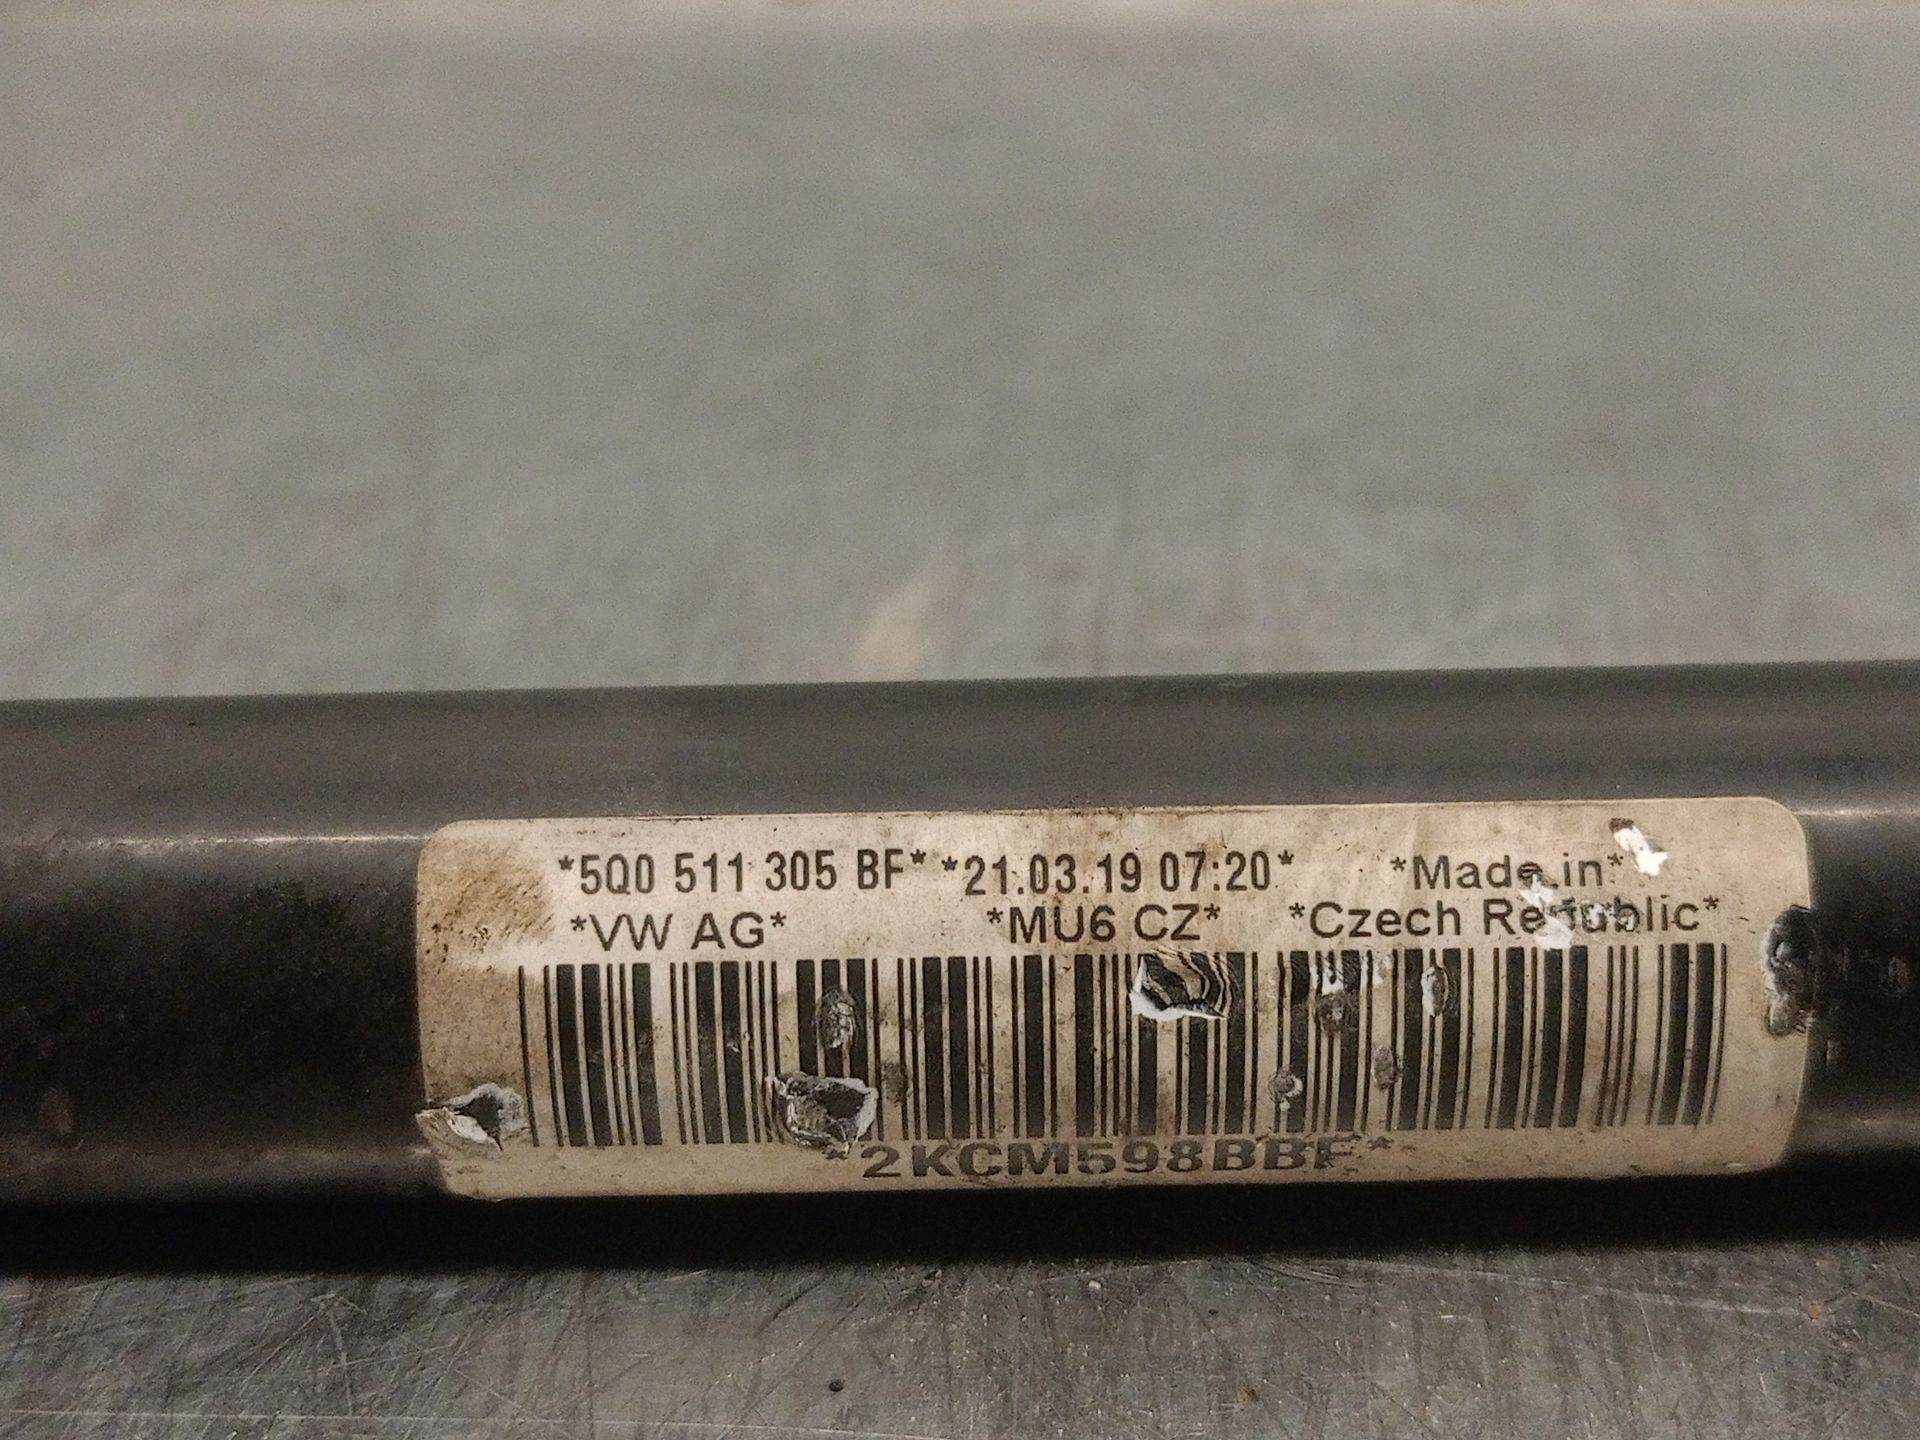 *5Q0 511 305 BF* *21.03.19 07:20* *Made in*
*VW AG* *MU6 CZ* *Czech Republic*
*2KCM598BBF*